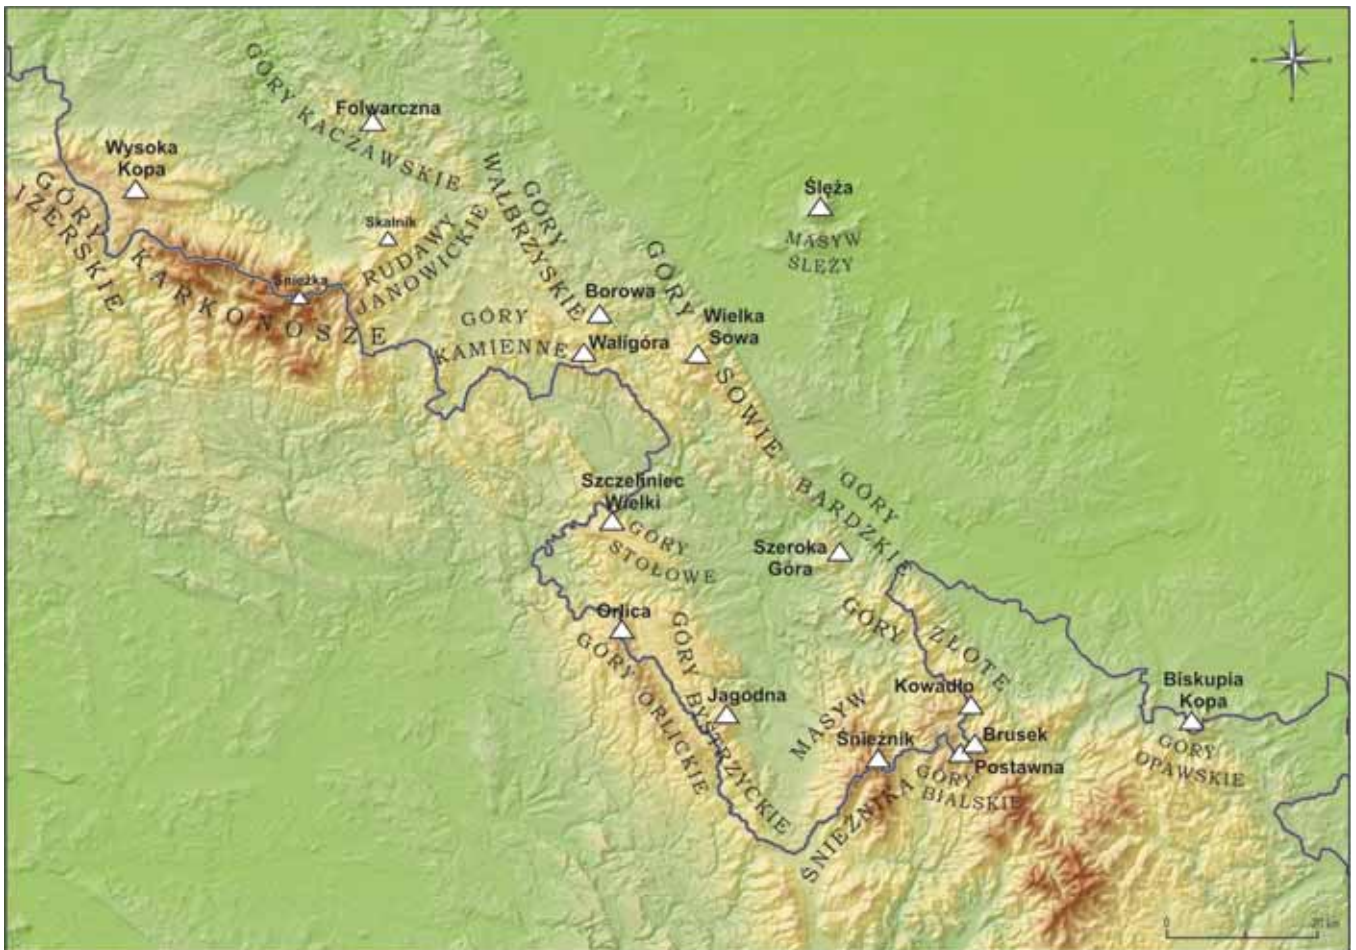 GÓRY KACZAWSKIE
Folwarczna
Wysoka
Kopa
GÓRY
IZERSKIE
KARKONOSZE
Śnieżka
Skalnik
RUDAWY
JANOWICKIE
GÓRY
WAŁBRZYSKIE
Ślęża
MASYW
ŚLĘŻY
GÓRY
SOWIE
Borowa
Wielka
Sowa
GÓRY
KAMIENNE
Waligóra
Szczeliniec
Wielki
GÓRY
STOŁOWE
GÓRY
BARDZKIE
Szeroka
Góra
Orlica
GÓRY ORLICKIE
GÓRY BYSTRZYCKIE
Jagodna
GÓRY
ZŁOTE
Kowadło
Biskupia
Kopa
MASYW
ŚNIEŻNIKA
Śnieżnik
Brusek
Postawna
GÓRY
BIALSKIE
GÓRY
OPAWSKIE
0